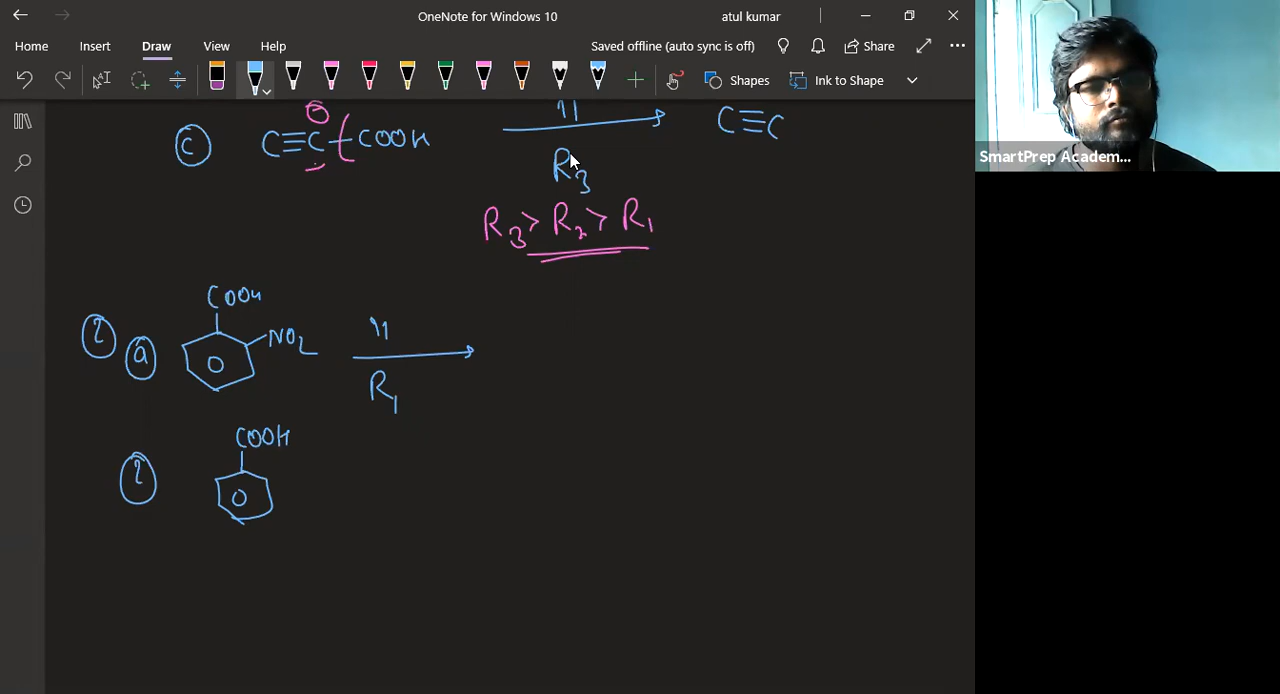 OneNote for Windows 10
atul kumar
Home Insert Draw View Help
Saved offline (auto sync is off)
Share
Shapes
Ink to Shape
SmartPrep Academ...
C C≡C-COOH
R3
C≡C
R3 > R2 > R1
COOH
a NO2
R1
COOH